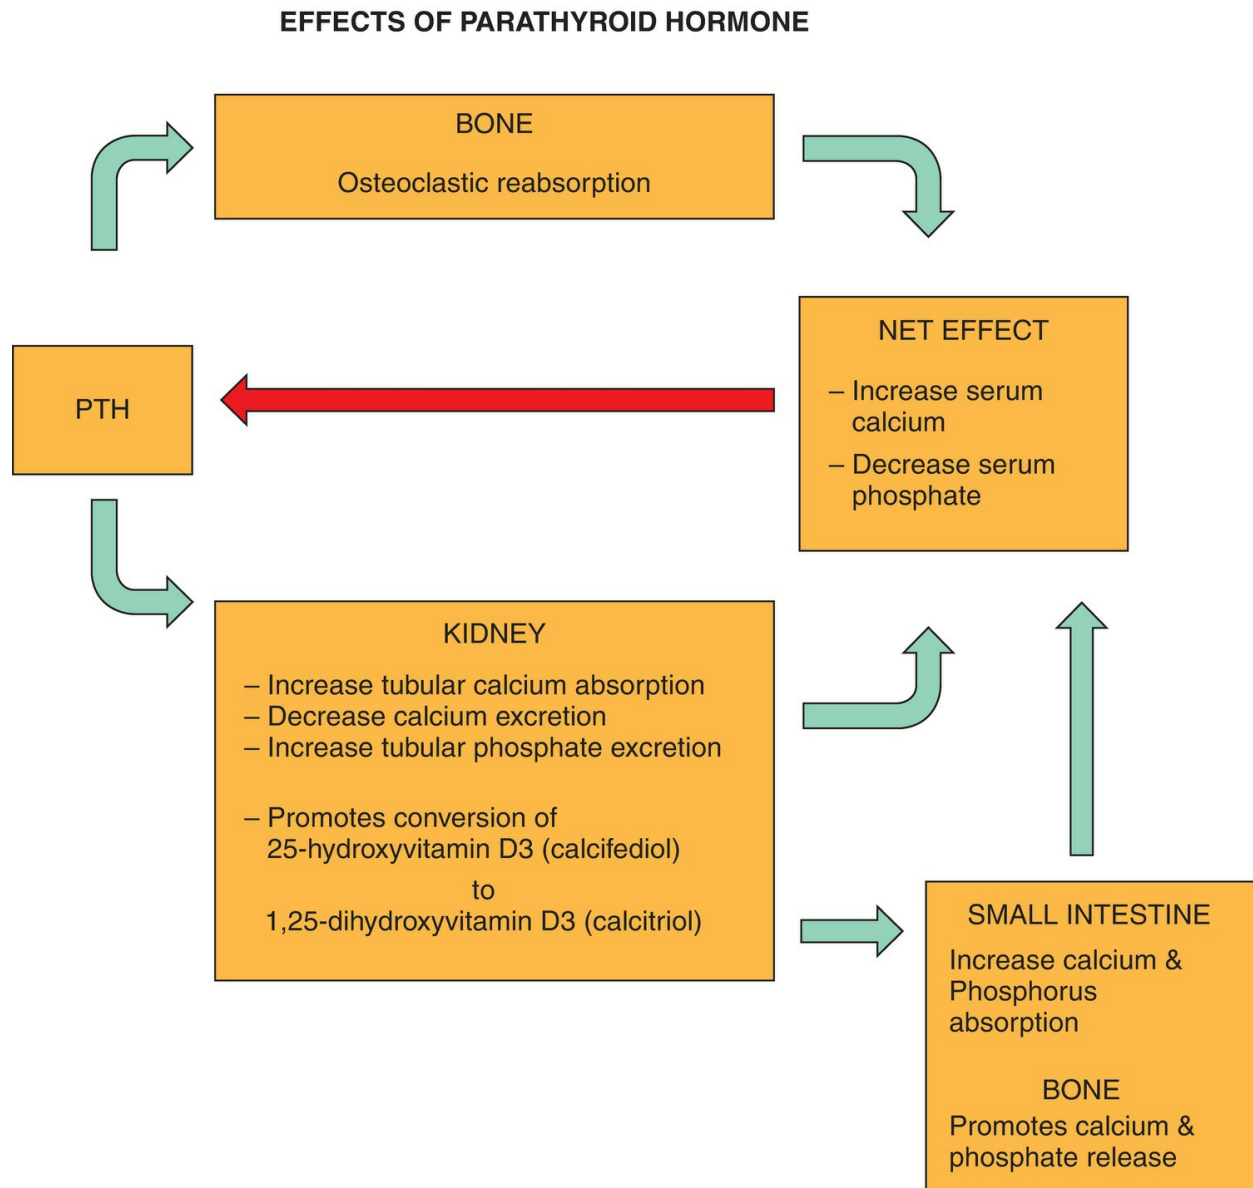 EFFECTS OF PARATHYROID HORMONE
BONE
Osteoclastic reabsorption
NET EFFECT
– Increase serum
calcium
– Decrease serum
phosphate
PTH
KIDNEY
– Increase tubular calcium absorption
– Decrease calcium excretion
– Increase tubular phosphate excretion
– Promotes conversion of
25-hydroxyvitamin D3 (calcifediol)
to
1,25-dihydroxyvitamin D3 (calcitriol)
SMALL INTESTINE
Increase calcium &
Phosphorus
absorption
BONE
Promotes calcium &
phosphate release